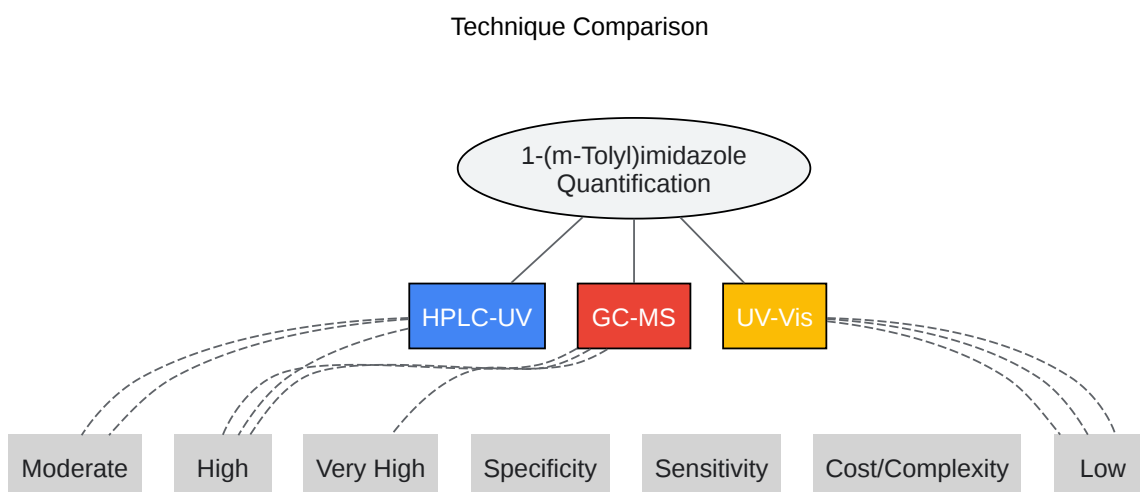 Technique Comparison
1-(m-Tolyl)imidazole
Quantification
HPLC-UV
GC-MS
UV-Vis
Moderate
High
Very High
Specificity
Sensitivity
Cost/Complexity
Low